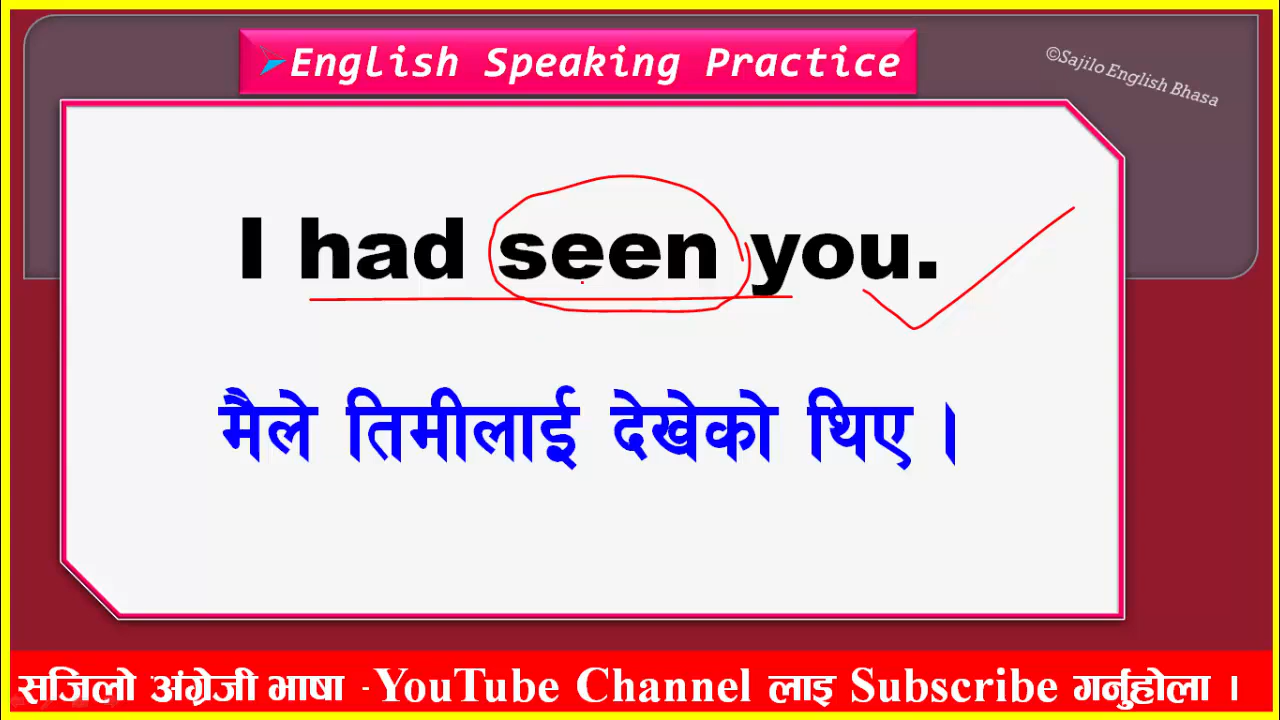 English Speaking Practice
©Sajilo English Bhasa
I had seen you.
मैले तिमीलाई देखेको थिए ।
सजिलो अंग्रेजी भाषा -YouTube Channel लाइ Subscribe गर्नुहोला ।